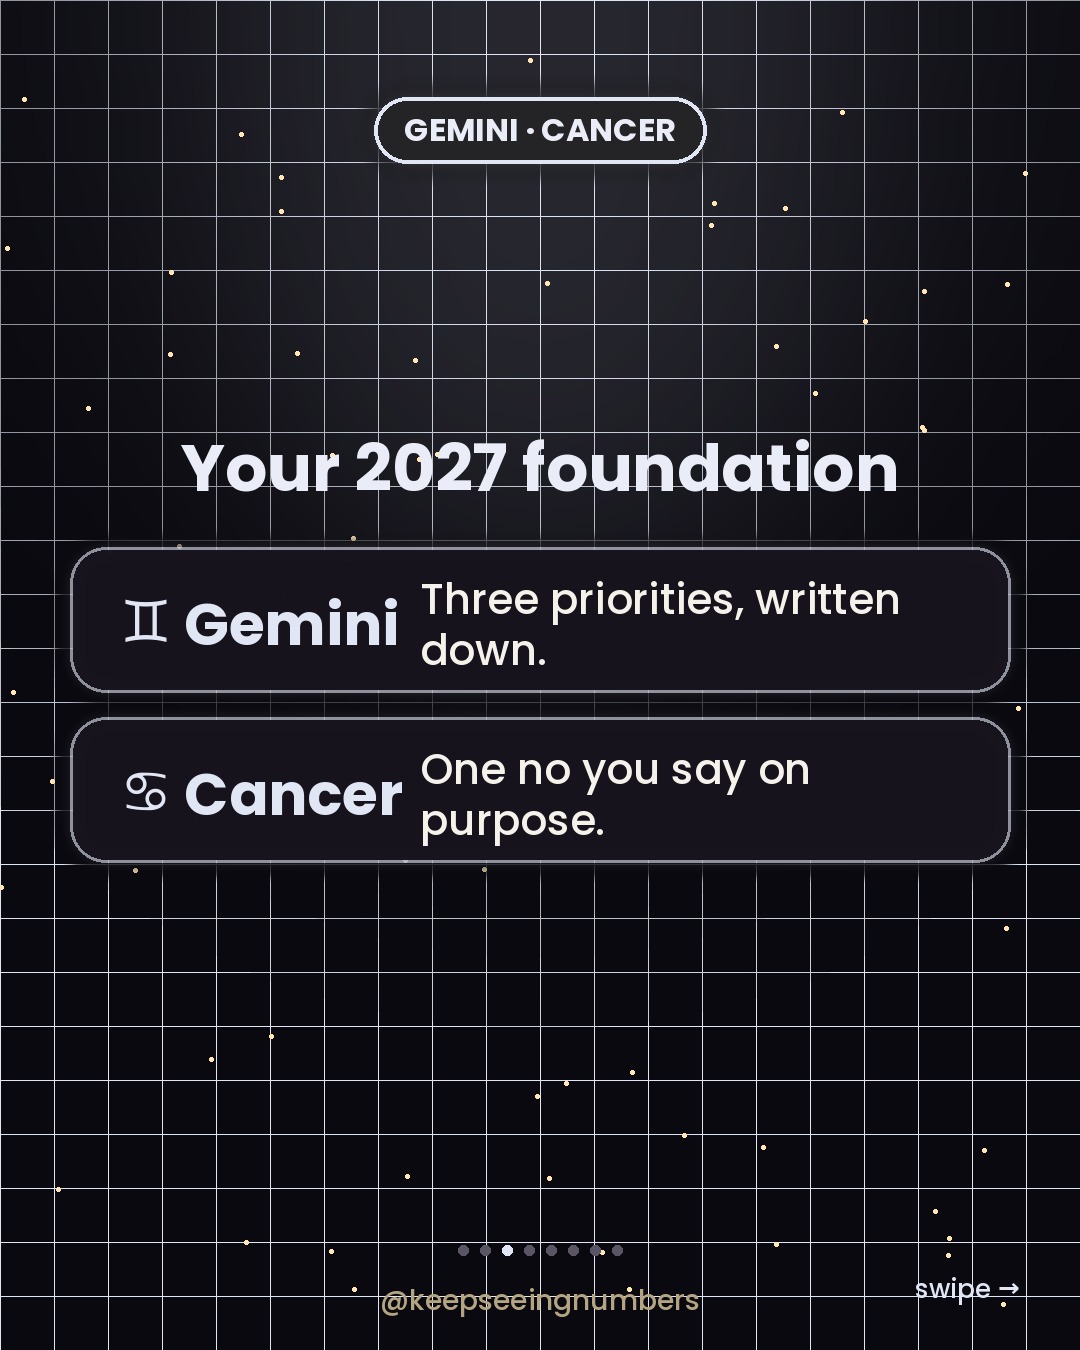 GEMINI · CANCER
Your 2027 foundation
♊ Gemini
Three priorities, written
down.
♋ Cancer
One no you say on
purpose.
@keepseeingnumbers
swipe →